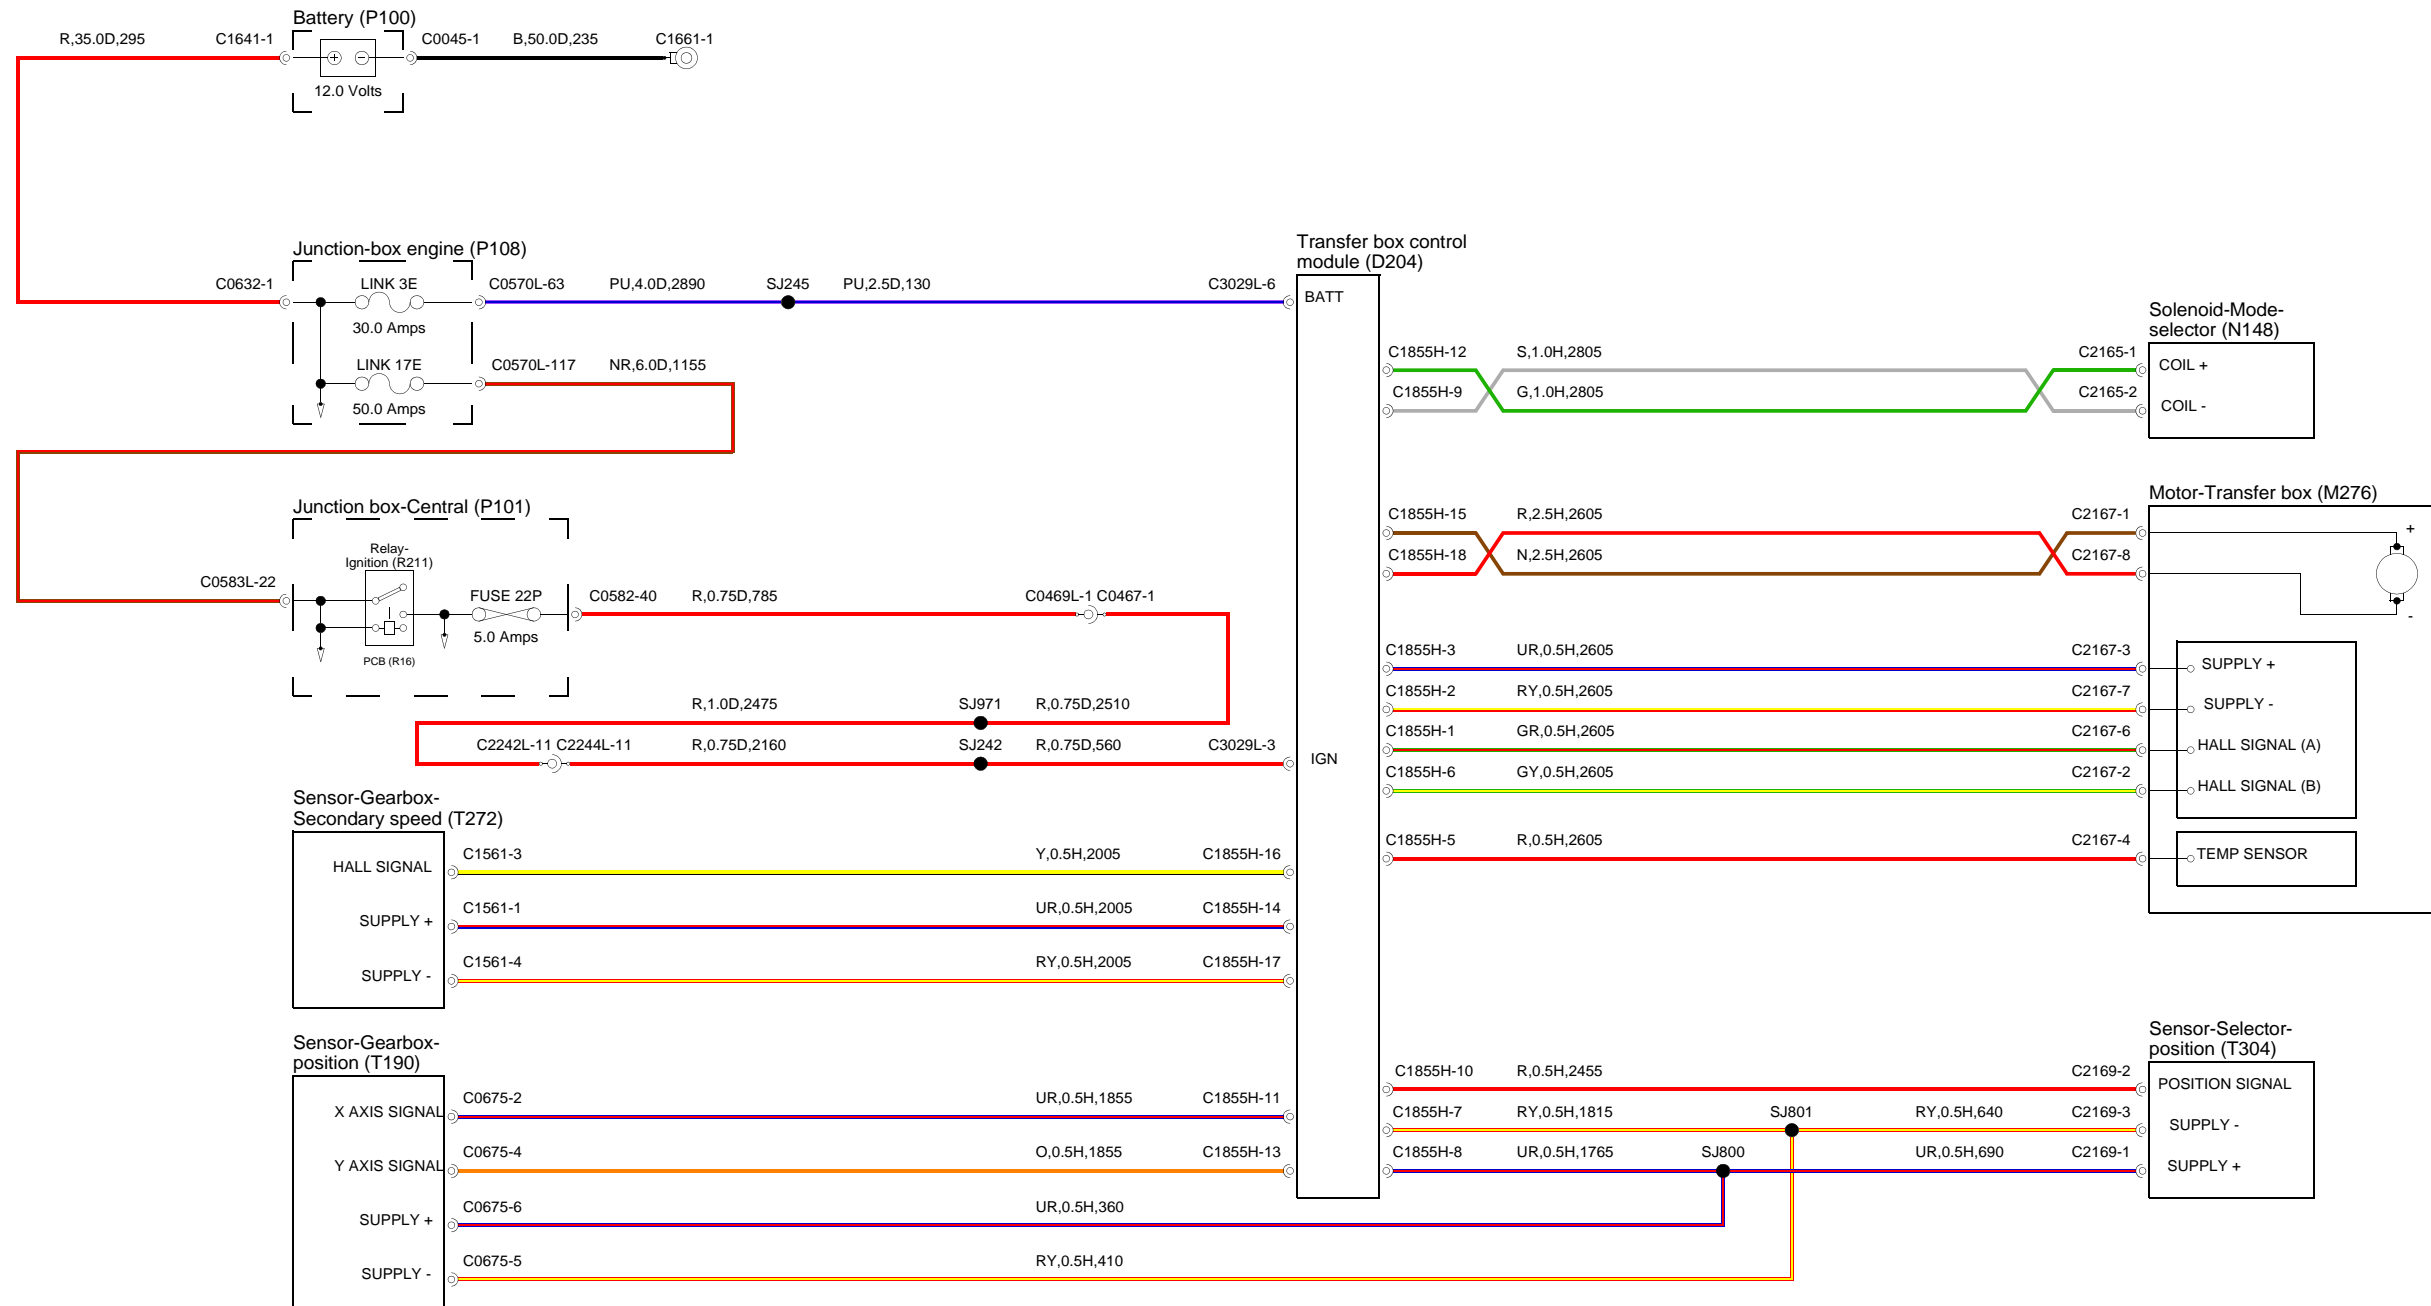 Battery (P100)
R,35.0D,295
C1641-1
C0045-1
B,50.0D,235
C1661-1
12.0 Volts
Junction-box engine (P108)
C0632-1
LINK 3E
30.0 Amps
C0570L-63
PU,4.0D,2890
SJ245
PU,2.5D,130
C3029L-6
LINK 17E
50.0 Amps
C0570L-117
NR,6.0D,1155
Junction box-Central (P101)
Relay-
Ignition (R211)
C0583L-22
PCB (R16)
FUSE 22P
5.0 Amps
C0582-40
R,0.75D,785
C0469L-1 C0467-1
R,1.0D,2475
SJ971
R,0.75D,2510
C2242L-11 C2244L-11
R,0.75D,2160
SJ242
R,0.75D,560
C3029L-3
Transfer box control
module (D204)
BATT
IGN
Sensor-Gearbox-
Secondary speed (T272)
HALL SIGNAL
C1561-3
Y,0.5H,2005
C1855H-16
SUPPLY +
C1561-1
UR,0.5H,2005
C1855H-14
SUPPLY -
C1561-4
RY,0.5H,2005
C1855H-17
Sensor-Gearbox-
position (T190)
X AXIS SIGNAL
C0675-2
UR,0.5H,1855
C1855H-11
Y AXIS SIGNAL
C0675-4
O,0.5H,1855
C1855H-13
SUPPLY +
C0675-6
UR,0.5H,360
SUPPLY -
C0675-5
RY,0.5H,410
Solenoid-Mode-
selector (N148)
C1855H-12
S,1.0H,2805
C2165-1
COIL +
C1855H-9
G,1.0H,2805
C2165-2
COIL -
Motor-Transfer box (M276)
C1855H-15
R,2.5H,2605
C2167-1
+
C1855H-18
N,2.5H,2605
C2167-8
-
C1855H-3
UR,0.5H,2605
C2167-3
SUPPLY +
C1855H-2
RY,0.5H,2605
C2167-7
SUPPLY -
C1855H-1
GR,0.5H,2605
C2167-6
HALL SIGNAL (A)
C1855H-6
GY,0.5H,2605
C2167-2
HALL SIGNAL (B)
C1855H-5
R,0.5H,2605
C2167-4
TEMP SENSOR
Sensor-Selector-
position (T304)
C1855H-10
R,0.5H,2455
C2169-2
POSITION SIGNAL
C1855H-7
RY,0.5H,1815
SJ801
RY,0.5H,640
C2169-3
SUPPLY -
C1855H-8
UR,0.5H,1765
SJ800
UR,0.5H,690
C2169-1
SUPPLY +